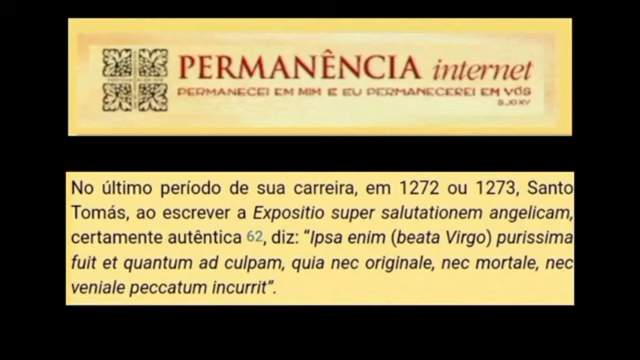 PERMANÊNCIA internet
PERMANECEI EM MIM E EU PERMANECEREI EM VÓS
S. JO XV
No último período de sua carreira, em 1272 ou 1273, Santo
Tomás, ao escrever a Expositio super salutationem angelicam,
certamente autêntica 62, diz: “Ipsa enim (beata Virgo) purissima
fuit et quantum ad culpam, quia nec originale, nec mortale, nec
veniale peccatum incurrit”.